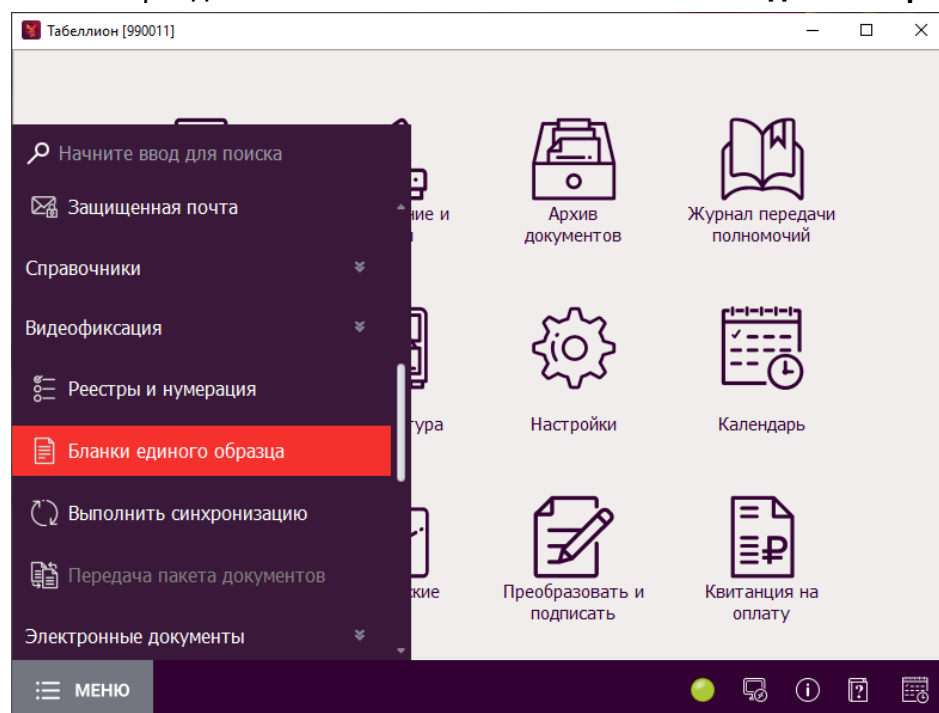 Табеллион [990011]
Начните ввод для поиска
Защищенная почта
Справочники
Видеофиксация
Реестры и нумерация
Бланки единого образца
Выполнить синхронизацию
Передача пакета документов
Электронные документы
МЕНЮ
Архив
документов
Журнал передачи
полномочий
Настройки
Календарь
Преобразовать и
подписать
Квитанция на
оплату